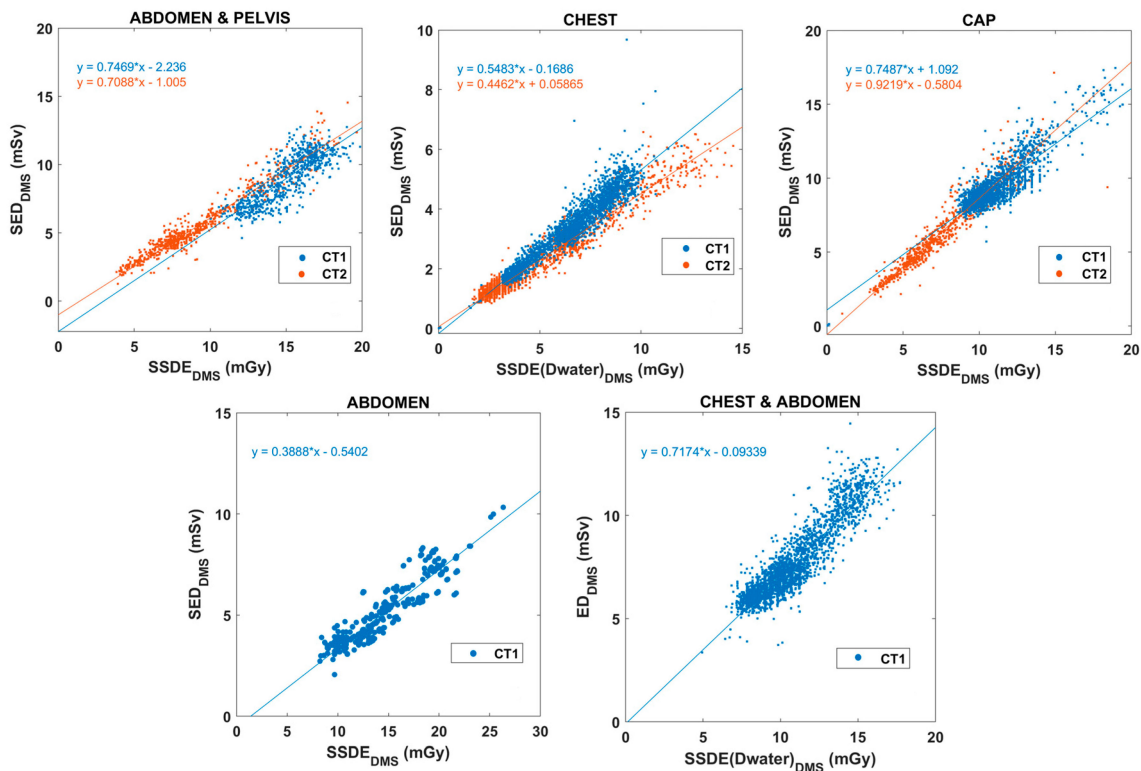 ABDOMEN & PELVIS
20
15
10
5
0
SED_DMS (mSv)
y = 0.7469*x - 2.236
y = 0.7088*x - 1.005
CT1
CT2
0 5 10 15 20
SSDE_DMS (mGy)
CHEST
10
8
6
4
2
0
SED_DMS (mSv)
y = 0.5483*x - 0.1686
y = 0.4462*x + 0.05865
CT1
CT2
0 5 10 15
SSDE(Dwater)_DMS (mGy)
CAP
20
15
10
5
0
SED_DMS (mSv)
y = 0.7487*x + 1.092
y = 0.9219*x - 0.5804
CT1
CT2
0 5 10 15 20
SSDE_DMS (mGy)
ABDOMEN
15
10
5
0
SED_DMS (mSv)
y = 0.3888*x - 0.5402
CT1
0 5 10 15 20 25 30
SSDE_DMS (mGy)
CHEST & ABDOMEN
15
10
5
0
ED_DMS (mSv)
y = 0.7174*x - 0.09339
CT1
0 5 10 15 20
SSDE(Dwater)_DMS (mGy)